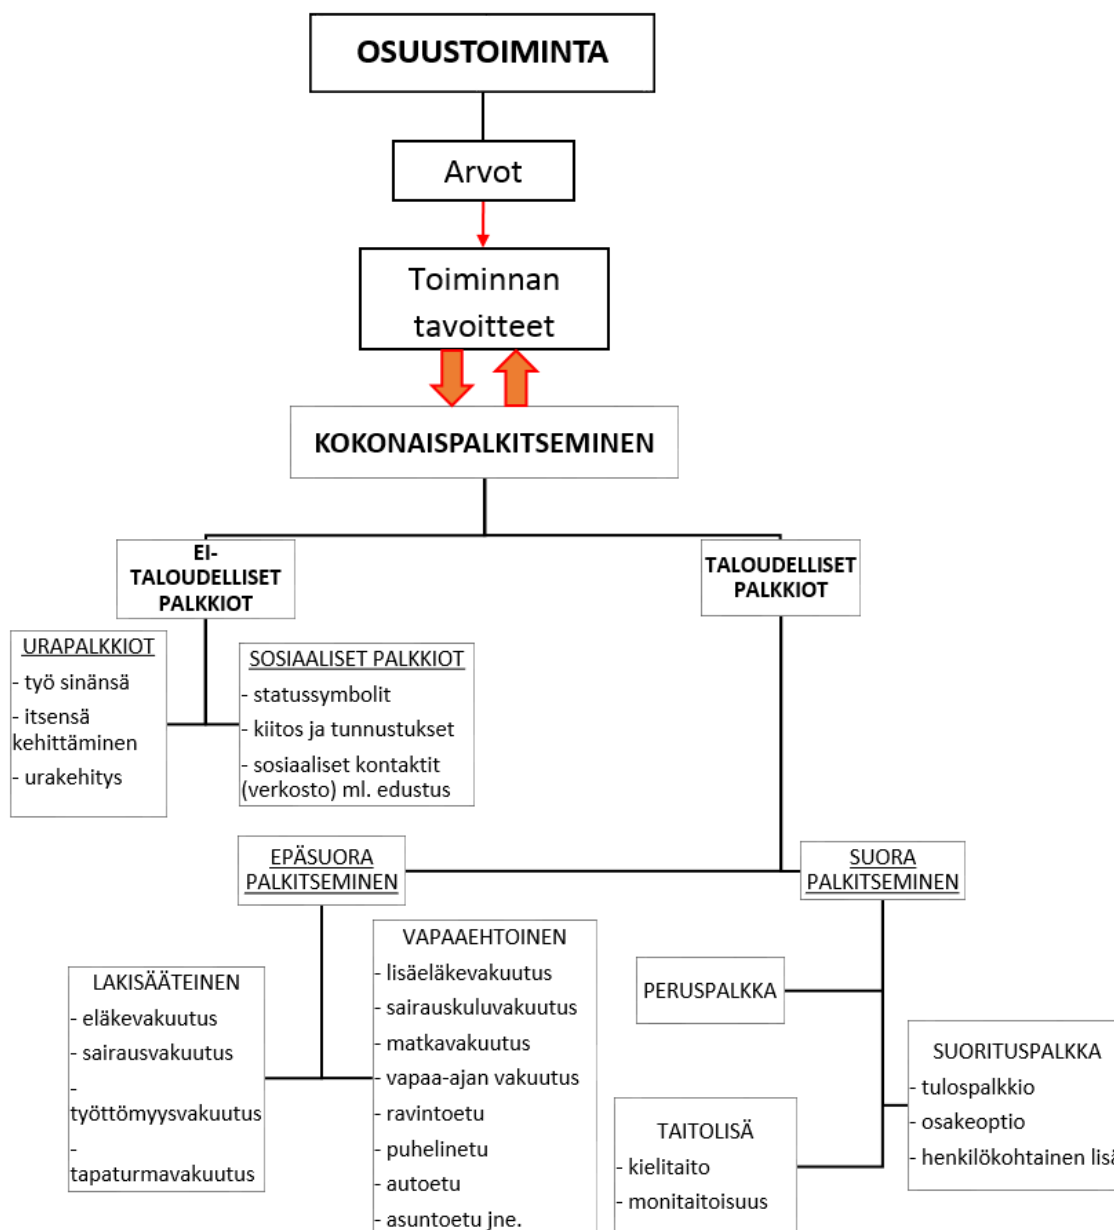 OSUUSTOIMINTA
Arvot
Toiminnan
tavoitteet
KOKONAISPALKITSEMINEN
EI-
TALOUDELLISET
PALKKIOT
TALOUDELLISET
PALKKIOT
URAPALKKIOT
- työ sinänsä
- itsensä
kehittäminen
- urakehitys
SOSIAALISET PALKKIOT
- statussymbolit
- kiitos ja tunnustukset
- sosiaaliset kontaktit
(verkosto) ml. edustus
EPÄSUORA
PALKITSEMINEN
SUORA
PALKITSEMINEN
LAKISÄÄTEINEN
- eläkevakuutus
- sairausvakuutus
-
työttömyysvakuutus
-
tapaturmavakuutus
VAPAAEHTOINEN
- lisäeläkevakuutus
- sairauskuluvakuutus
- matkavakuutus
- vapaa-ajan vakuutus
- ravintoetu
- puhelinetu
- autoetu
- asuntoetu jne.
PERUSPALKKA
TAITOLISÄ
- kielitaito
- monitaitoisuus
SUORITUSPALKKA
- tulospalkkio
- osakeoptio
- henkilökohtainen lisä